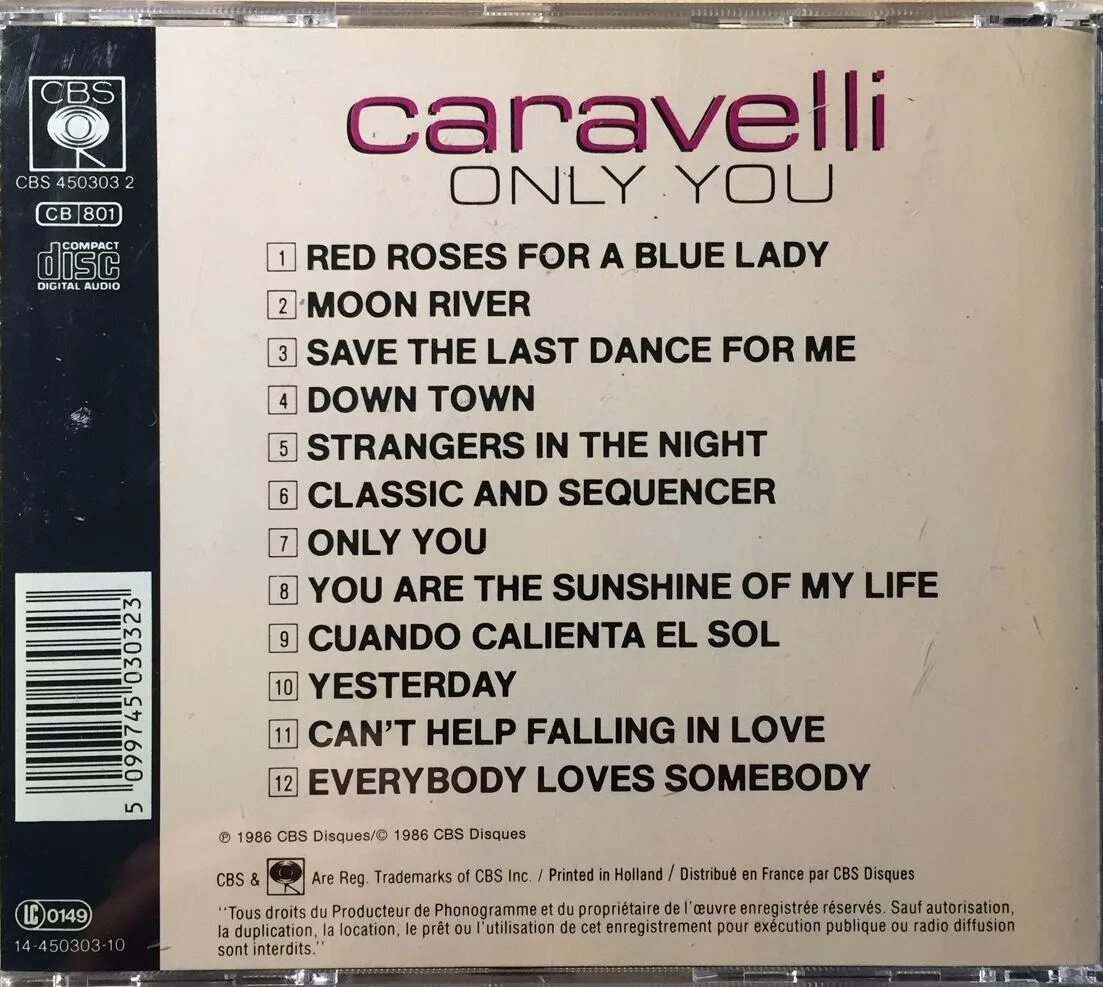 CBS
CBS 450303 2
CB 801
COMPACT
disc
DIGITAL AUDIO
caravelli
ONLY YOU
1 RED ROSES FOR A BLUE LADY
2 MOON RIVER
3 SAVE THE LAST DANCE FOR ME
4 DOWN TOWN
5 STRANGERS IN THE NIGHT
6 CLASSIC AND SEQUENCER
7 ONLY YOU
8 YOU ARE THE SUNSHINE OF MY LIFE
9 CUANDO CALIENTA EL SOL
10 YESTERDAY
11 CAN'T HELP FALLING IN LOVE
12 EVERYBODY LOVES SOMEBODY
℗ 1986 CBS Disques/© 1986 CBS Disques
CBS & Are Reg. Trademarks of CBS Inc. / Printed in Holland / Distribué en France par CBS Disques
"Tous droits du Producteur de Phonogramme et du propriétaire de l'œuvre enregistrée réservés. Sauf autorisation,
la duplication, la location, le prêt ou l'utilisation de cet enregistrement pour exécution publique ou radio diffusion
sont interdits."
5 099745 030323
LC 0149
14-450303-10